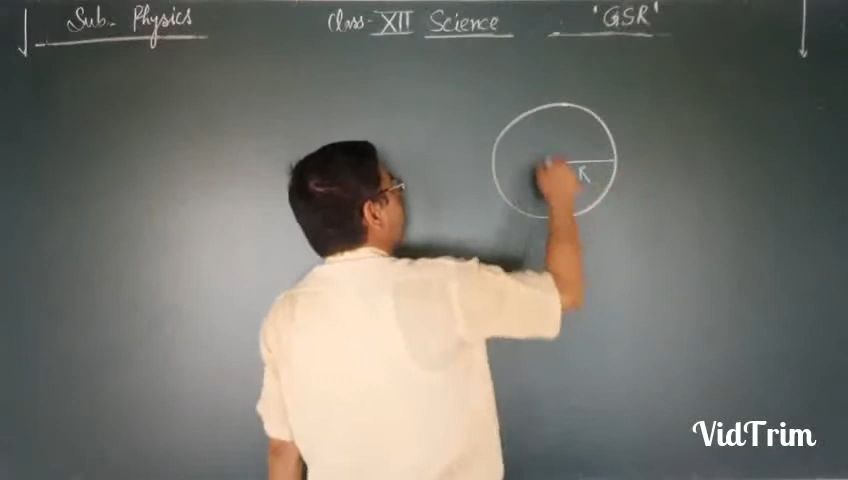 Sub- Physics
Class- XII Science
'GSR'
R
VidTrim